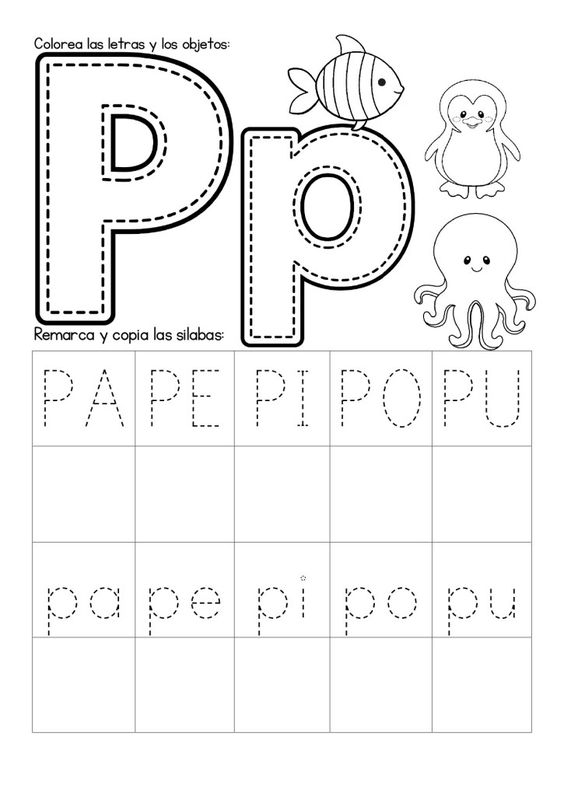 Colorea las letras y los objetos:
P p
Remarca y copia las silabas:
PA PE PI PO PU
pa pe pi po pu